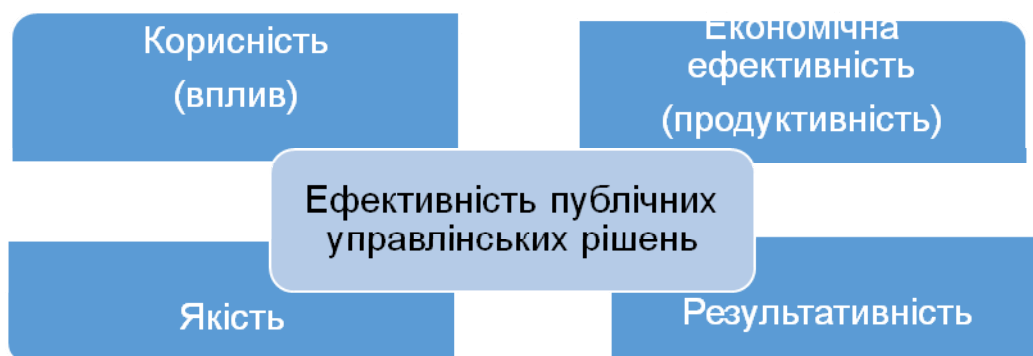 Корисність
(вплив)
Економічна
ефективність
(продуктивність)
Ефективність публічних
управлінських рішень
Якість
Результативність